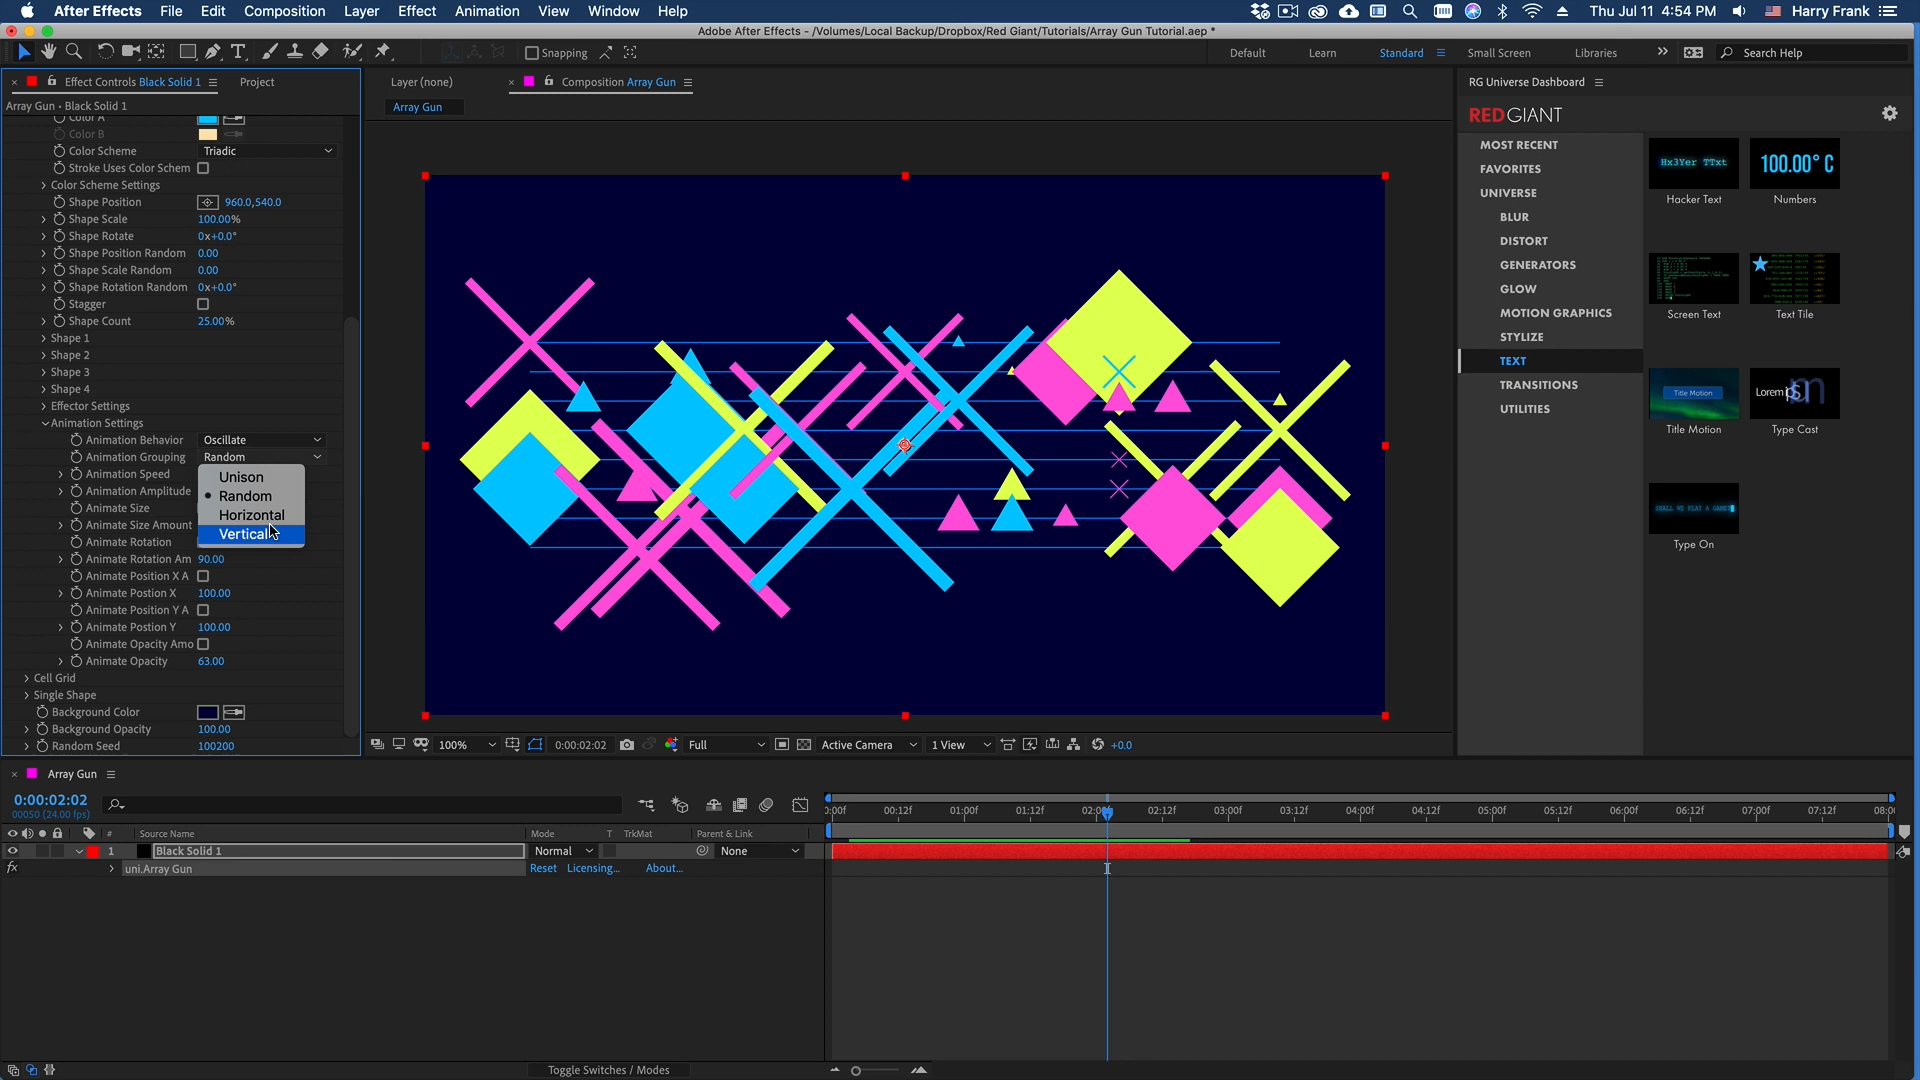 After Effects File Edit Composition Layer Effect Animation View Window Help Thu Jul 11 4:54 PM Harry Frank
Adobe After Effects - /Volumes/Local Backup/Dropbox/Red Giant/Tutorials/Array Gun Tutorial.aep *
Snapping Default Learn Standard Small Screen Libraries Search Help
Effect Controls Black Solid 1 Project
Layer (none) Composition Array Gun
RG Universe Dashboard
Array Gun • Black Solid 1
Array Gun
REDGIANT
Color A
Color B
Color Scheme Triadic
Stroke Uses Color Schem
Color Scheme Settings
Shape Position 960.0,540.0
Shape Scale 100.00%
Shape Rotate 0x+0.0°
Shape Position Random 0.00
Shape Scale Random 0.00
Shape Rotation Random 0x+0.0°
Stagger
Shape Count 25.00%
Shape 1
Shape 2
Shape 3
Shape 4
Effector Settings
Animation Settings
Animation Behavior Oscillate
Animation Grouping Random
Animation Speed
Animation Amplitude
Animate Size
Animate Size Amount
Animate Rotation
Unison
Random
Horizontal
Vertical
Animate Rotation Am 90.00
Animate Position X A
Animate Postion X 100.00
Animate Position Y A
Animate Postion Y 100.00
Animate Opacity Amo
Animate Opacity 63.00
Cell Grid
Single Shape
Background Color
Background Opacity 100.00
Random Seed 100200
MOST RECENT
FAVORITES
UNIVERSE
BLUR
DISTORT
GENERATORS
GLOW
MOTION GRAPHICS
STYLIZE
TEXT
TRANSITIONS
UTILITIES
Hx3Yer TTxt 100.00° C
Hacker Text Numbers
Screen Text Text Tile
Title Motion Lorem
Title Motion Type Cast
SHALL WE PLAY A GAME
Type On
100% 0:00:02:02 Full Active Camera 1 View +0.0
Array Gun
0:00:02:02
00050 (24.00 fps)
0:00f 00:12f 01:00f 01:12f 02:00f 02:12f 03:00f 03:12f 04:00f 04:12f 05:00f 05:12f 06:00f 06:12f 07:00f 07:12f 08:00
# Source Name Mode T TrkMat Parent & Link
1 Black Solid 1 Normal None
fx uni.Array Gun Reset Licensing... About...
Toggle Switches / Modes